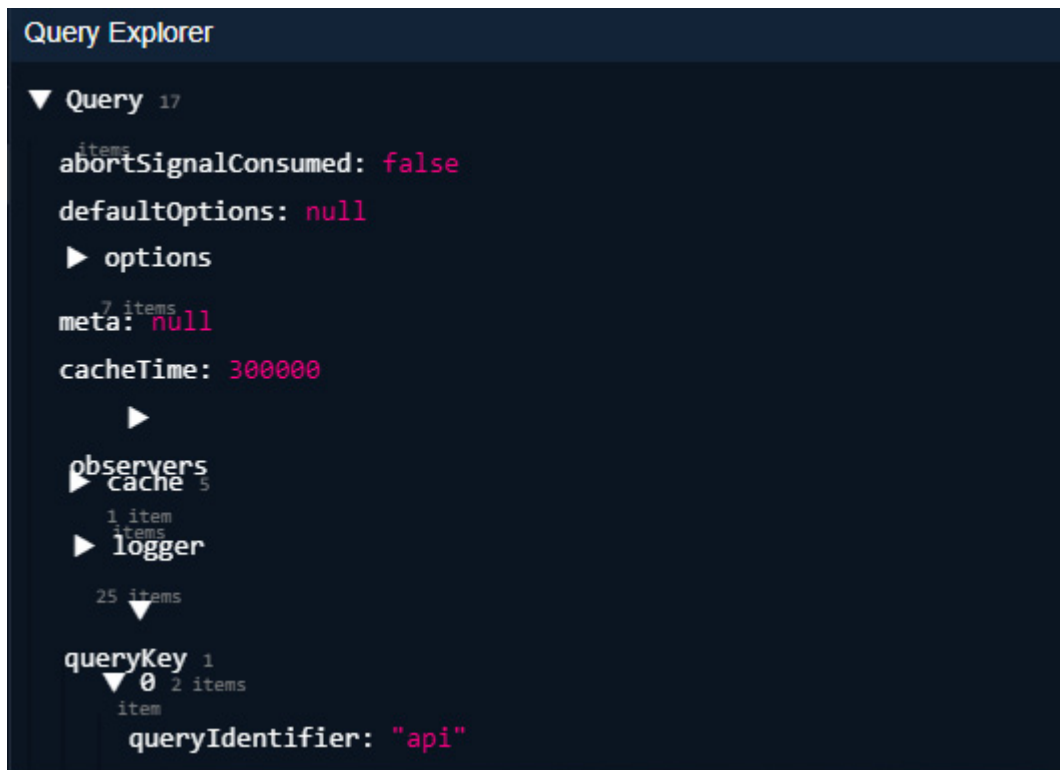 Query Explorer
▼ Query 17
items
abortSignalConsumed: false
defaultOptions: null
▶ options
7 items
meta: null
cacheTime: 300000
▶
observers
▶ cache 5
1 item
items
▶ logger
25 items
▼
queryKey 1
▼ 0 2 items
item
queryIdentifier: "api"